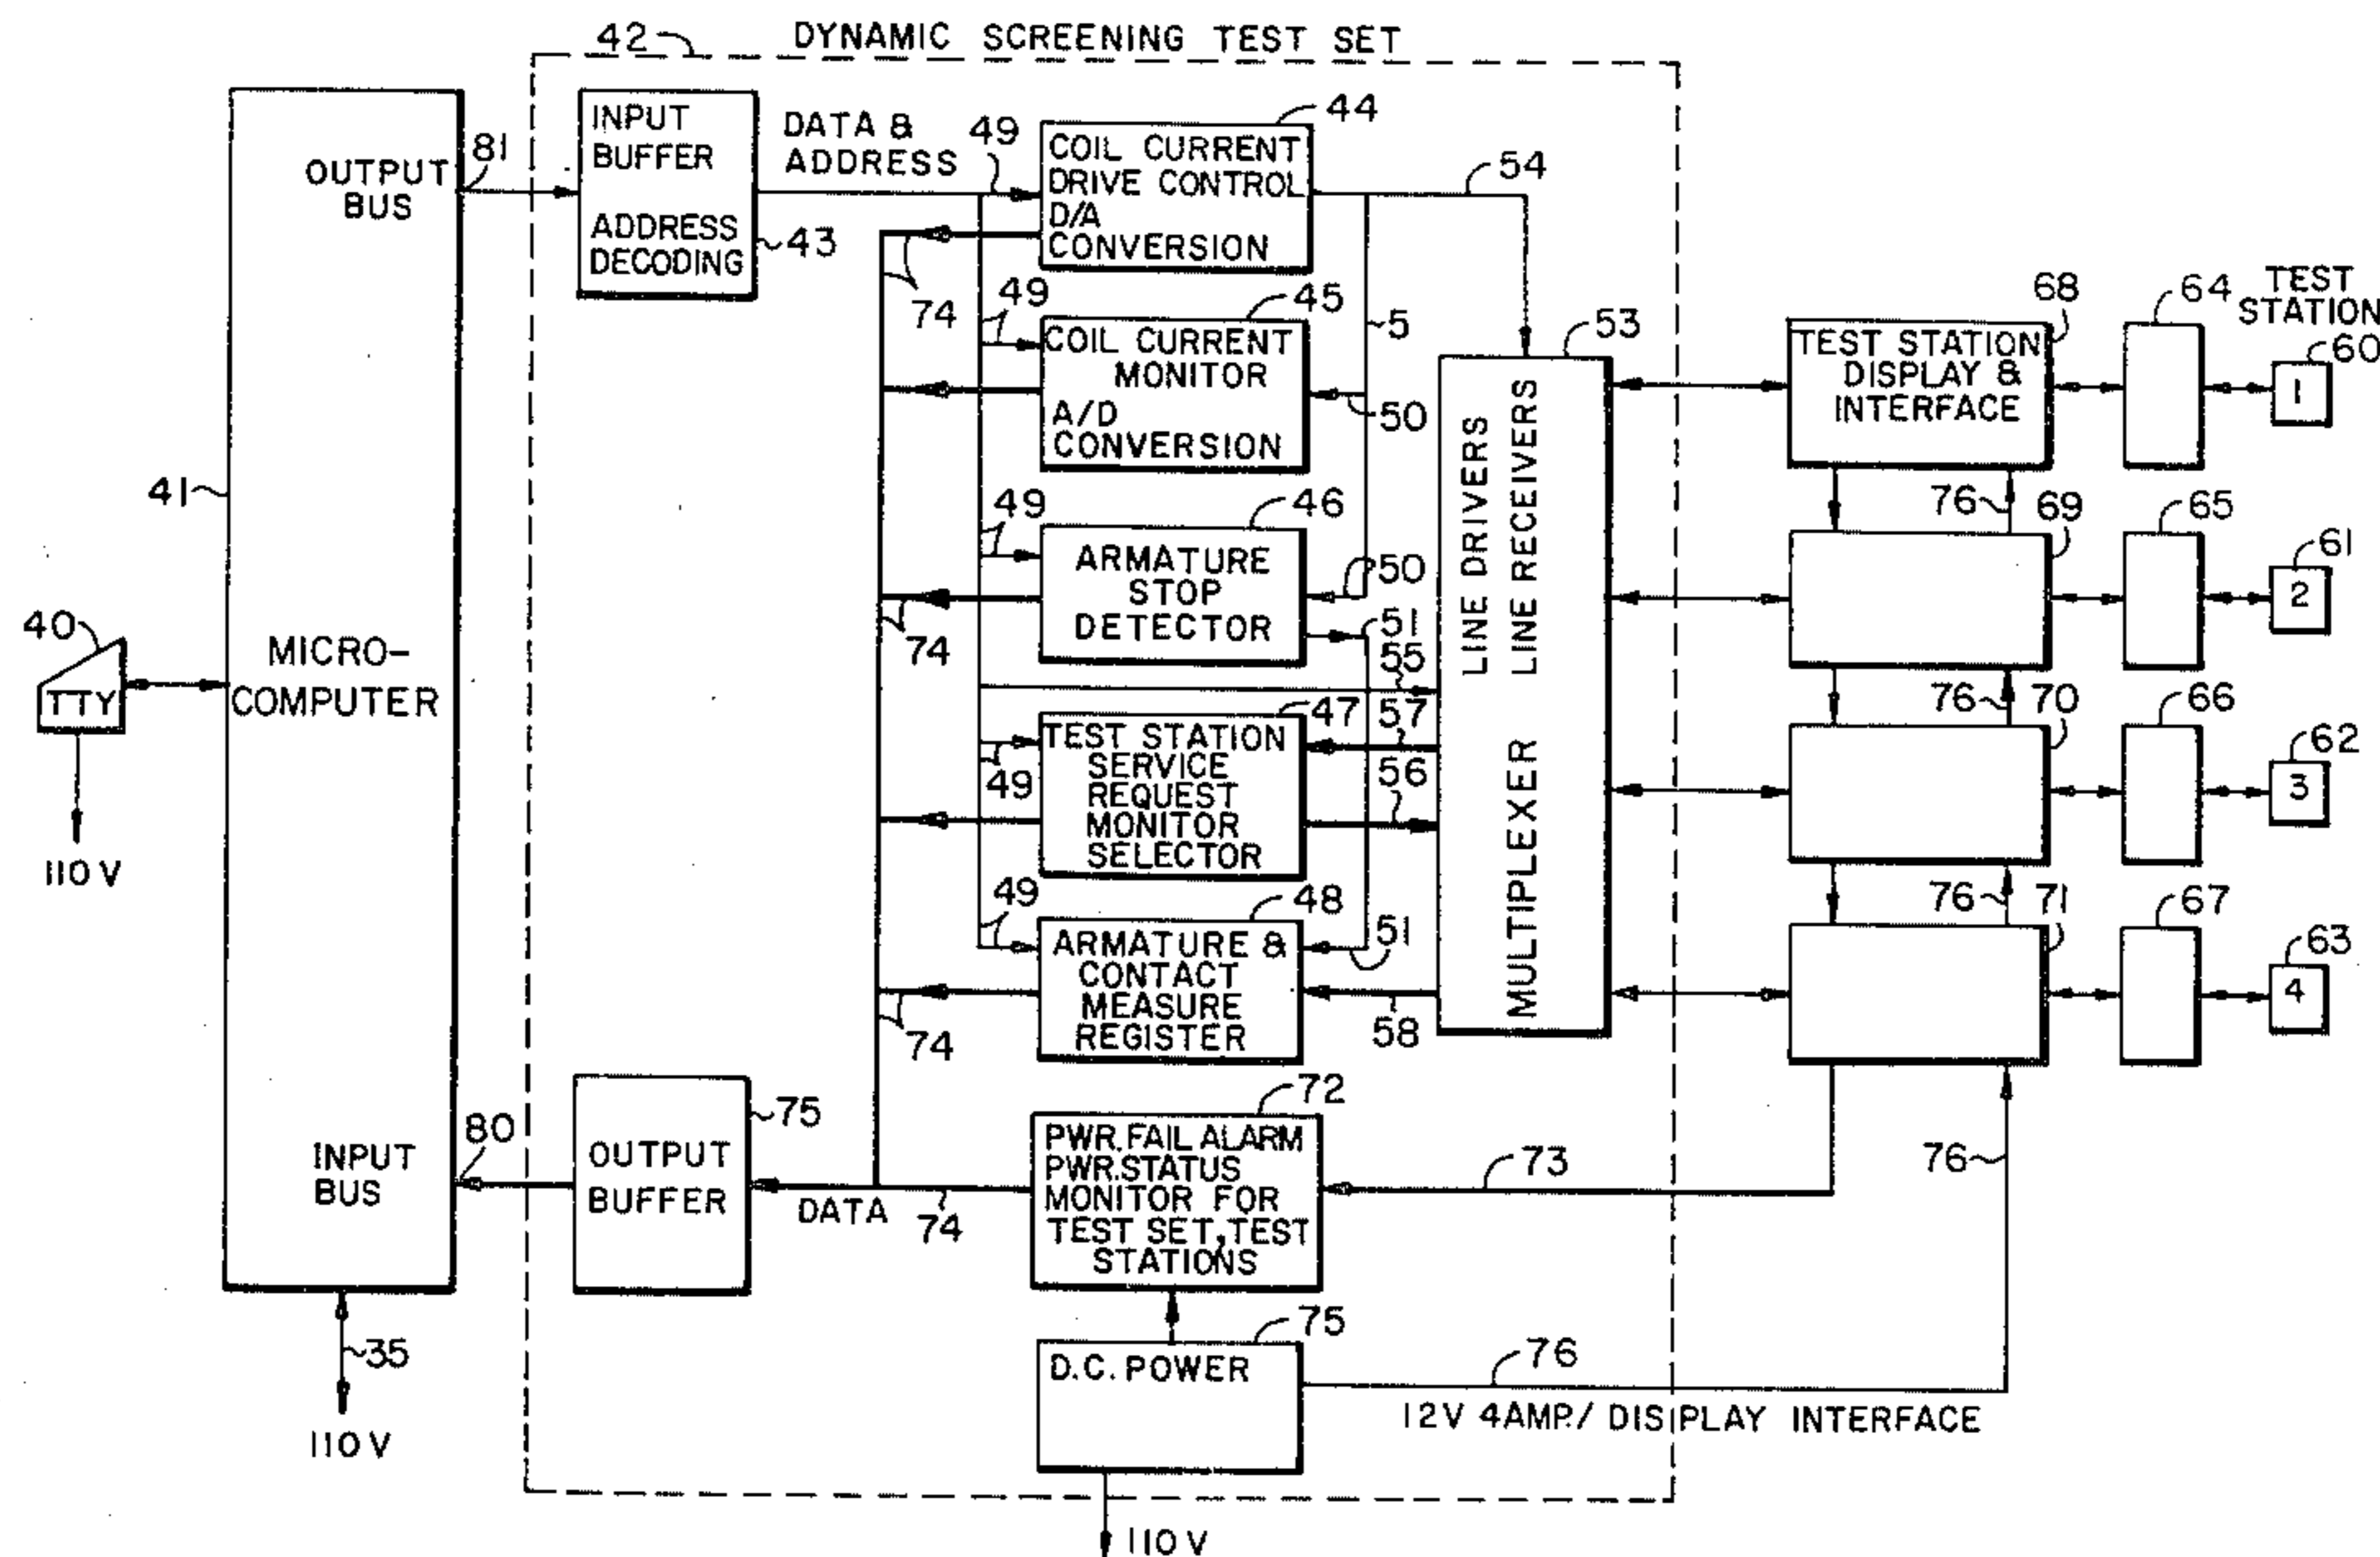 42
DYNAMIC SCREENING TEST SET
OUTPUT
BUS
81
INPUT
BUFFER
ADDRESS
DECODING
43
DATA &
ADDRESS
49
COIL CURRENT
DRIVE CONTROL
D/A
CONVERSION
44
54
74
49
COIL CURRENT
MONITOR
A/D
CONVERSION
45
5
50
53
LINE DRIVERS
LINE RECEIVERS
MULTIPLEXER
68
TEST STATION
DISPLAY &
INTERFACE
64
TEST
STATION
60
1
41
40
TTY
110 V
MICRO-
COMPUTER
49
46
ARMATURE
STOP
DETECTOR
50
51
74
55
76
69
65
61
2
49
47
TEST STATION
SERVICE
REQUEST
MONITOR
SELECTOR
57
56
76
70
66
62
3
49
48
ARMATURE &
CONTACT
MEASURE
REGISTER
51
58
74
76
71
67
63
4
INPUT
BUS
80
75
OUTPUT
BUFFER
DATA
74
72
PWR. FAIL ALARM
PWR. STATUS
MONITOR FOR
TEST SET, TEST
STATIONS
73
76
35
110 V
75
D.C. POWER
76
12V 4AMP./ DISPLAY INTERFACE
110 V